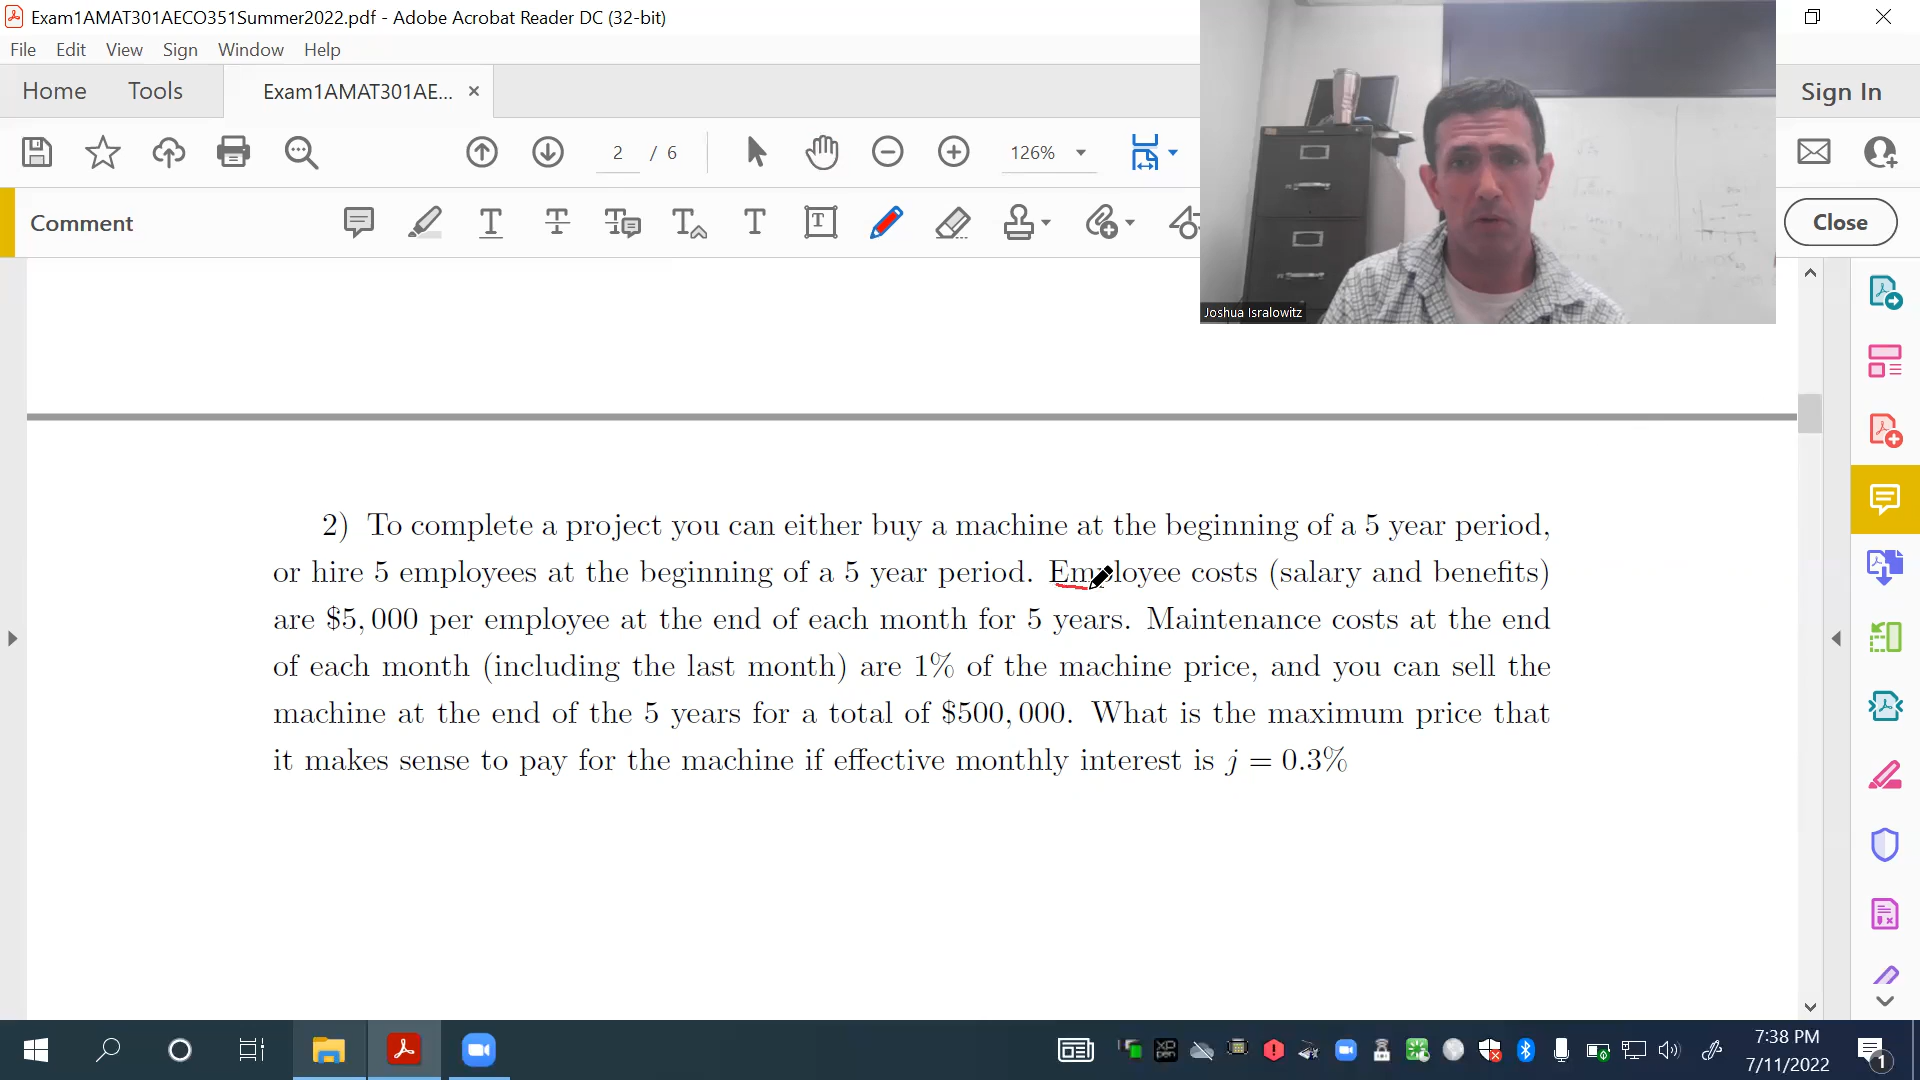 Exam1AMAT301AECO351Summer2022.pdf - Adobe Acrobat Reader DC (32-bit)
File Edit View Sign Window Help
Home Tools Exam1AMAT301AE... × Sign In
2 / 6 126%
Comment Close
Joshua Isralowitz
2) To complete a project you can either buy a machine at the beginning of a 5 year period,
or hire 5 employees at the beginning of a 5 year period. Employee costs (salary and benefits)
are $5,000 per employee at the end of each month for 5 years. Maintenance costs at the end
of each month (including the last month) are 1% of the machine price, and you can sell the
machine at the end of the 5 years for a total of $500,000. What is the maximum price that
it makes sense to pay for the machine if effective monthly interest is j = 0.3%
7:38 PM
7/11/2022
1